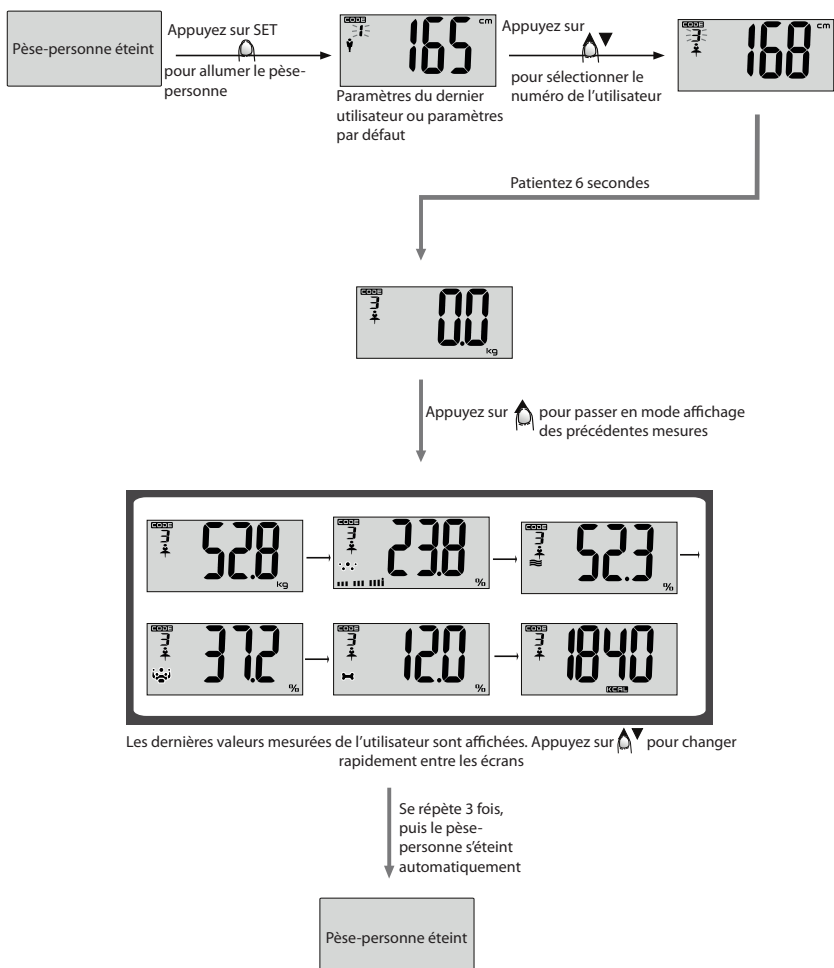 Pèse-personne éteint
Appuyez sur SET
pour allumer le pèse-
personne
CODE
1
165 cm
Paramètres du dernier
utilisateur ou paramètres
par défaut
Appuyez sur
pour sélectionner le
numéro de l'utilisateur
CODE
3
168 cm
Patientez 6 secondes
CODE
3
0.0
kg
Appuyez sur pour passer en mode affichage
des précédentes mesures
CODE
3
52.8
kg
CODE
3
23.8
%
CODE
3
52.3
%
CODE
3
37.2
%
CODE
3
12.0
%
CODE
3
1840
KCAL
Les dernières valeurs mesurées de l'utilisateur sont affichées. Appuyez sur pour changer
rapidement entre les écrans
Se répète 3 fois,
puis le pèse-
personne s'éteint
automatiquement
Pèse-personne éteint